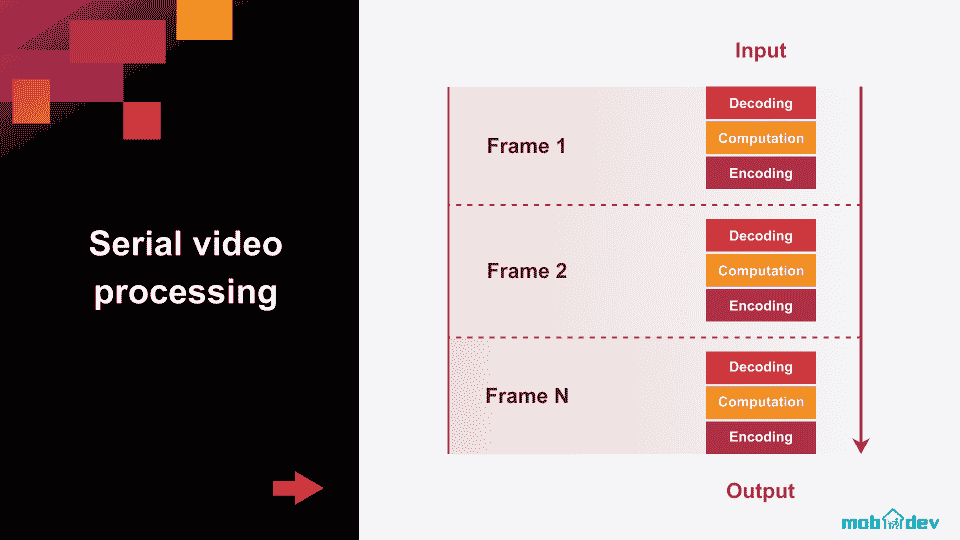 Serial video
processing
Input
Frame 1
Decoding
Computation
Encoding
Frame 2
Decoding
Computation
Encoding
Frame N
Decoding
Computation
Encoding
Output
mobidev